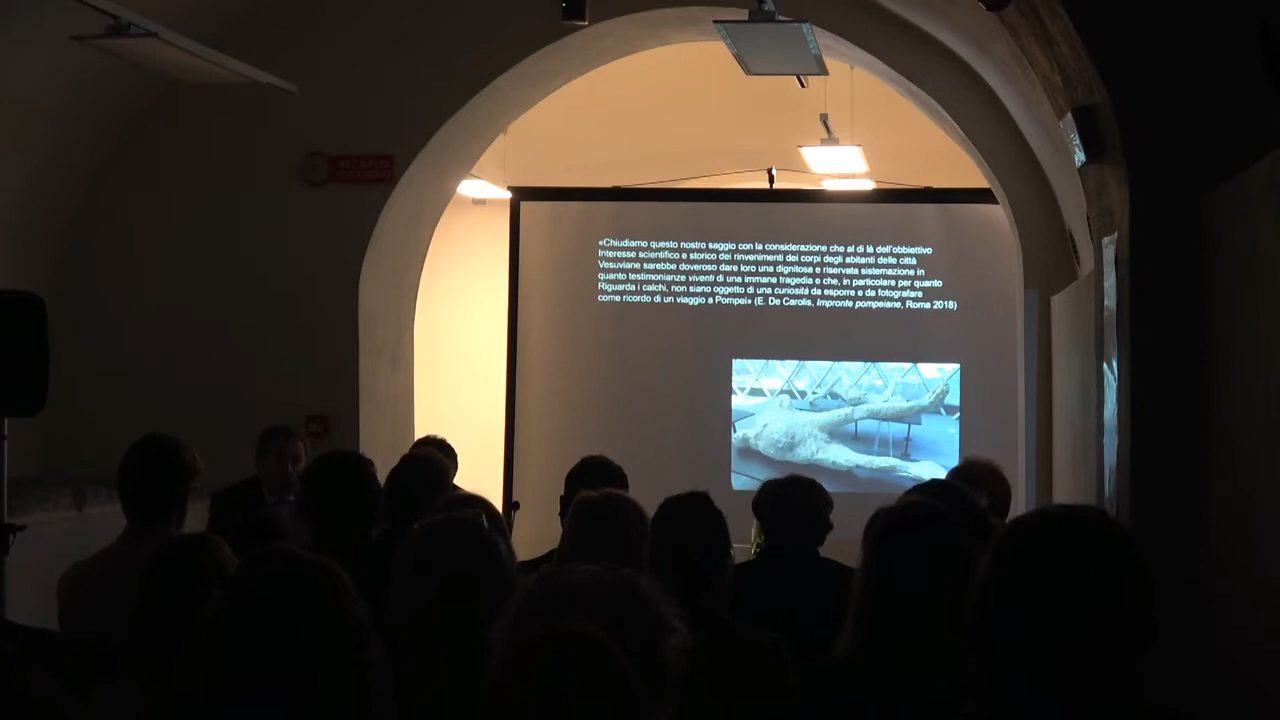 «Chiudiamo questo nostro saggio con la considerazione che al di là dell'obbiettivo
Interesse scientifico e storico dei rinvenimenti dei corpi degli abitanti delle città
Vesuviane sarebbe doveroso dare loro una dignitosa e riservata sistemazione in
quanto testimonianze viventi di una immane tragedia e che, in particolare per quanto
Riguarda i calchi, non siano oggetto di una curiosità da esporre e da fotografare
come ricordo di un viaggio a Pompei» (E. De Carolis, Impronte pompeiane, Roma 2018)